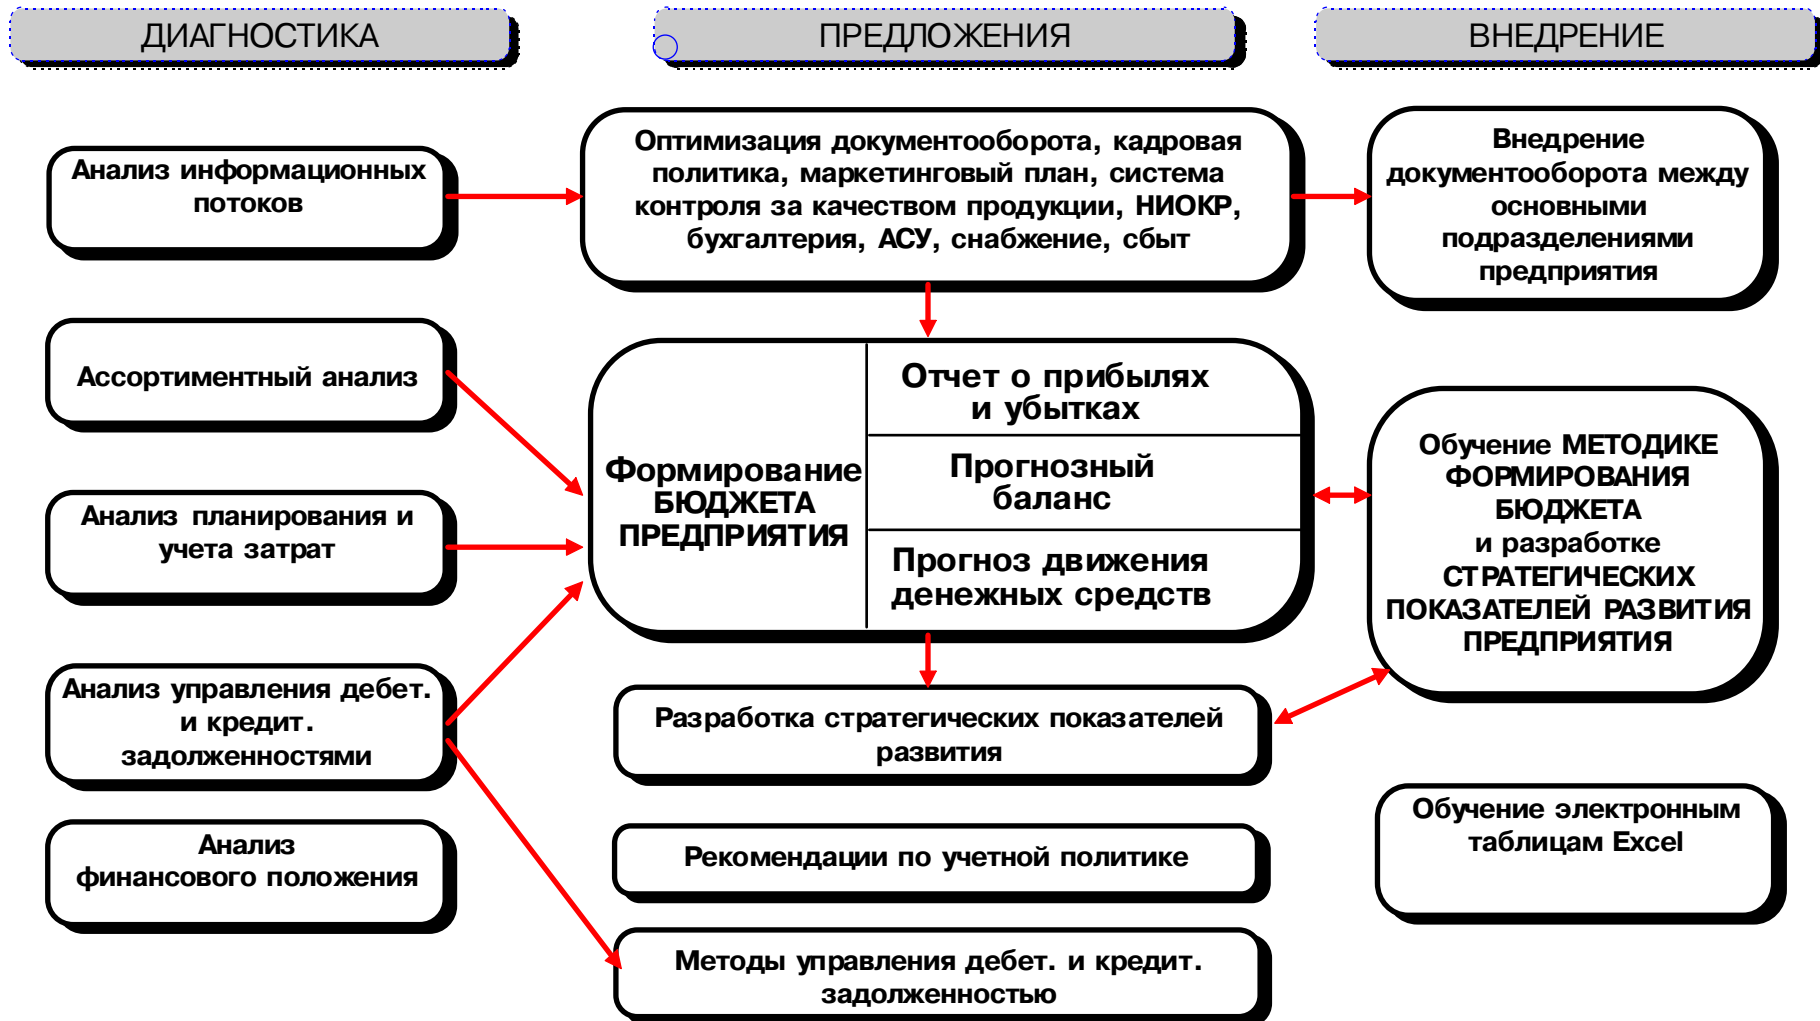 ДИАГНОСТИКА
ПРЕДЛОЖЕНИЯ
ВНЕДРЕНИЕ
Анализ информационных
потоков
Оптимизация документооборота, кадровая
политика, маркетинговый план, система
контроля за качеством продукции, НИОКР,
бухгалтерия, АСУ, снабжение, сбыт
Внедрение
документооборота между
основными
подразделениями
предприятия
Ассортиментный анализ
Анализ планирования и
учета затрат
Анализ управления дебет.
и кредит.
задолженностями
Анализ
финансового положения
Формирование
БЮДЖЕТА
ПРЕДПРИЯТИЯ
Отчет о прибылях
и убытках
Прогнозный
баланс
Прогноз движения
денежных средств
Разработка стратегических показателей
развития
Рекомендации по учетной политике
Методы управления дебет. и кредит.
задолженностью
Обучение МЕТОДИКЕ
ФОРМИРОВАНИЯ
БЮДЖЕТА
и разработке
СТРАТЕГИЧЕСКИХ
ПОКАЗАТЕЛЕЙ РАЗВИТИЯ
ПРЕДПРИЯТИЯ
Обучение электронным
таблицам Excel